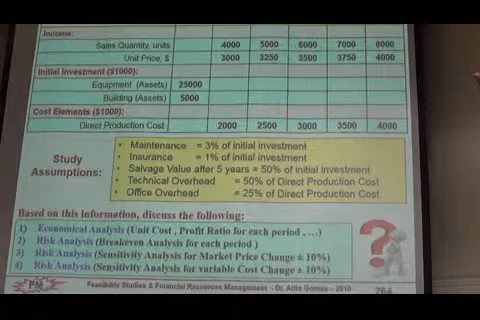 Income:
Sales Quantity, units 4000 5000 6000 7000 8000
Unit Price, $ 3000 3250 3500 3750 4000
Initial Investment ($1000):
Equipment (Assets) 25000
Building (Assets) 5000
Cost Elements ($1000):
Direct Production Cost 2000 2500 3000 3500 4000
Study Assumptions:
• Maintenance = 3% of initial investment
• Insurance = 1% of initial investment
• Salvage Value after 5 years = 50% of initial investment
• Technical Overhead = 50% of Direct Production Cost
• Office Overhead = 25% of Direct Production Cost
Based on this information, discuss the following:
1) Economical Analysis (Unit Cost , Profit Ratio for each period , ...)
2) Risk Analysis (Breakeven Analysis for each period )
3) Risk Analysis (Sensitivity Analysis for Market Price Change ± 10%)
4) Risk Analysis (Sensitivity Analysis for variable Cost Change ± 10%)
?
PM
Feasibility Studies & Financial Resources Management - Dr. Attia Gomaa - 2018
264